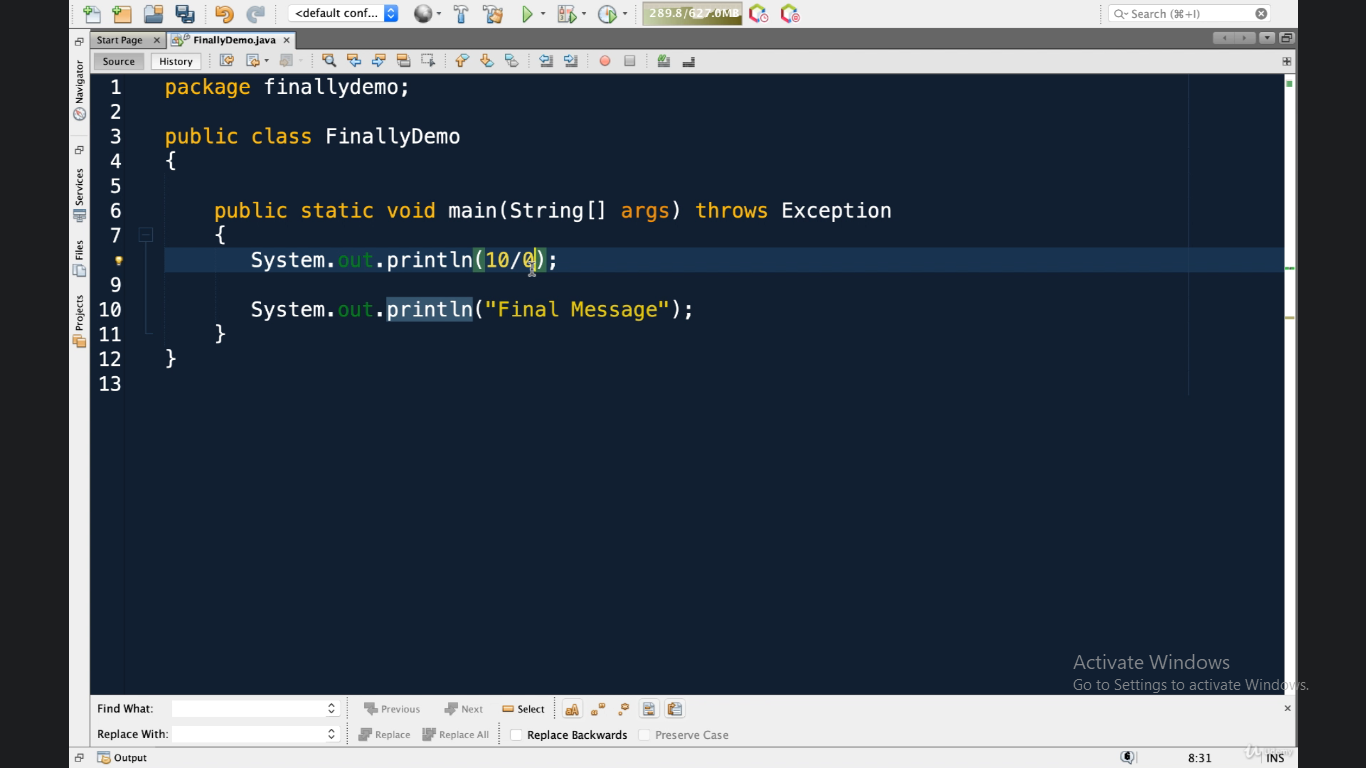 <default conf...
289.8/627.0MB
Search (⌘+I)
Start Page
FinallyDemo.java
Source
History
Navigator
Services
Files
Projects
1 package finallydemo;
2
3 public class FinallyDemo
4 {
5
6 public static void main(String[] args) throws Exception
7 {
System.out.println(10/0);
9
10 System.out.println("Final Message");
11 }
12 }
13
Activate Windows
Go to Settings to activate Windows.
Find What:
Previous
Next
Select
Replace With:
Replace
Replace All
Replace Backwards
Preserve Case
Output
6
8:31
INS